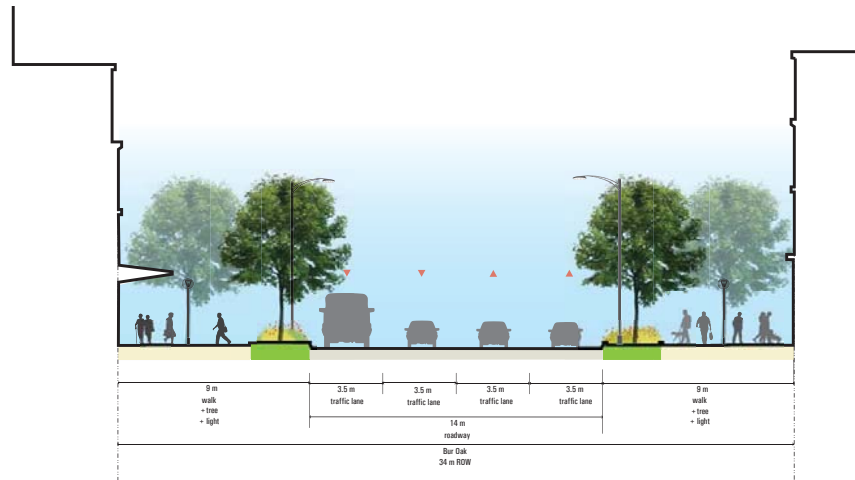 9 m
walk
+ tree
+ light
3.5 m
traffic lane
3.5 m
traffic lane
3.5 m
traffic lane
3.5 m
traffic lane
9 m
walk
+ tree
+ light
14 m
roadway
Bur Oak
34 m ROW